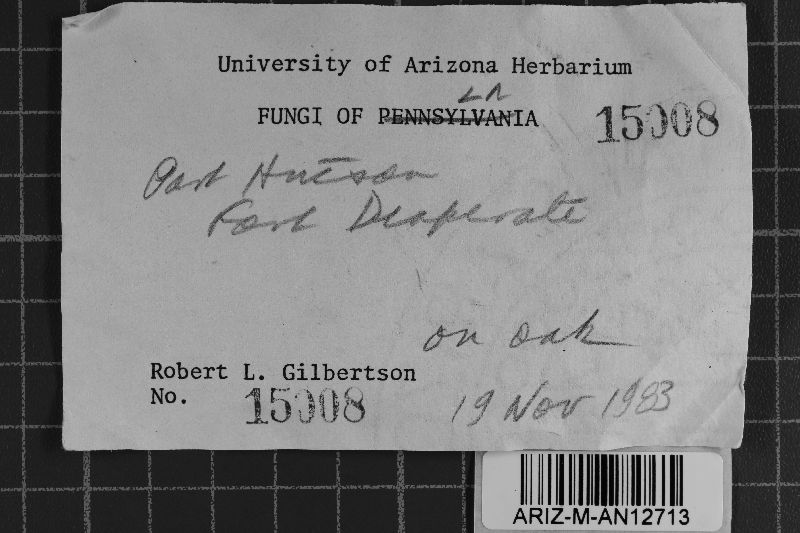 University of Arizona Herbarium
LA
FUNGI OF PENNSYLVANIA 15008
Port Hutson
Fort Desperate
on oak
Robert L. Gilbertson
No. 15008 19 Nov 1983
ARIZ-M-AN12713